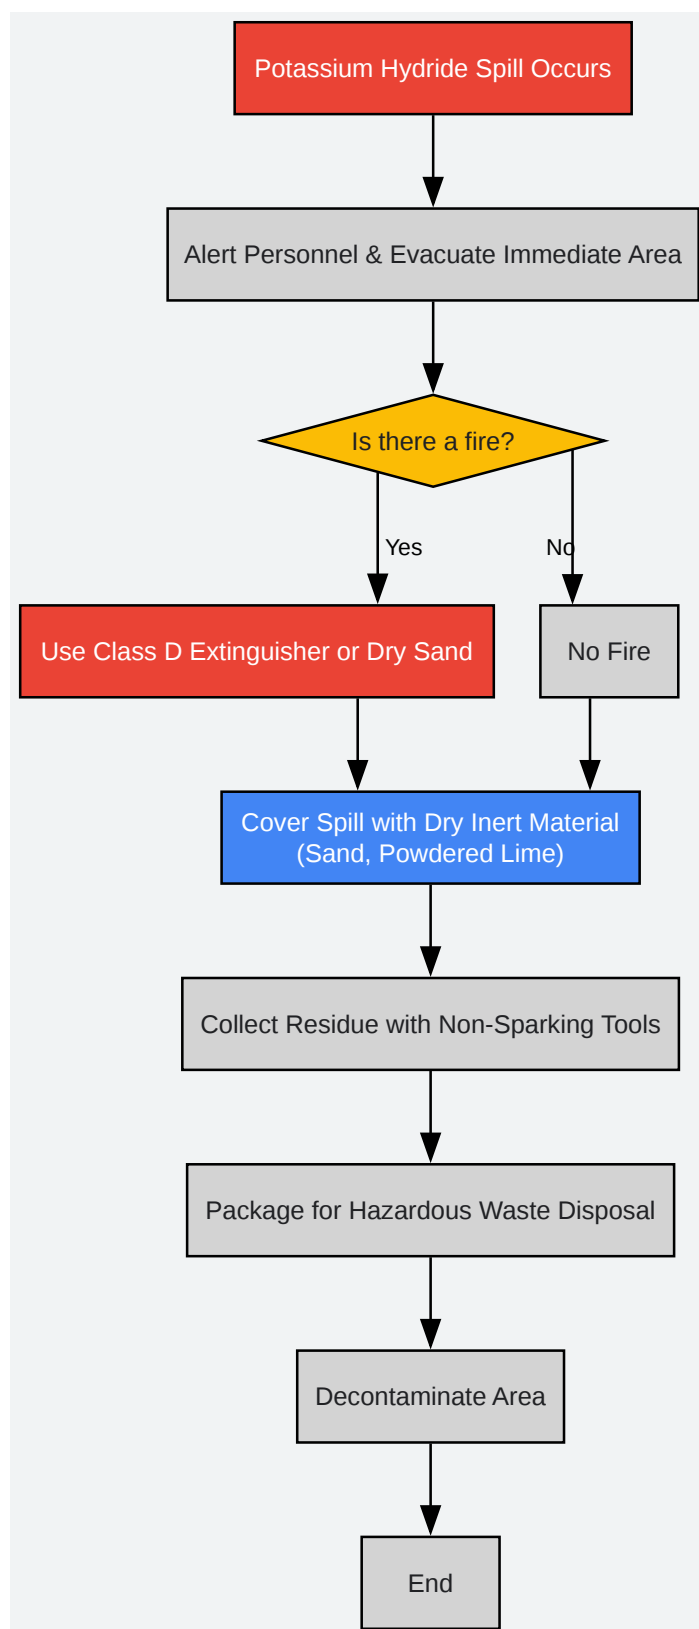 Potassium Hydride Spill Occurs
Alert Personnel & Evacuate Immediate Area
Is there a fire?
Yes
No
Use Class D Extinguisher or Dry Sand
No Fire
Cover Spill with Dry Inert Material
(Sand, Powdered Lime)
Collect Residue with Non-Sparking Tools
Package for Hazardous Waste Disposal
Decontaminate Area
End